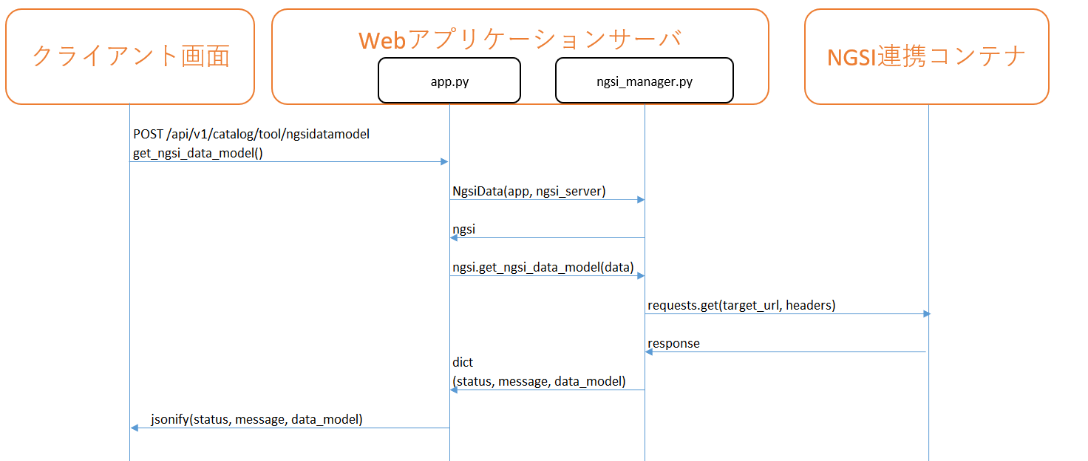 クライアント画面
Webアプリケーションサーバ
NGSI連携コンテナ
app.py
ngsi_manager.py
POST /api/v1/catalog/tool/ngsidatamodel
get_ngsi_data_model()
NgsiData(app, ngsi_server)
ngsi
ngsi.get_ngsi_data_model(data)
requests.get(target_url, headers)
response
dict
(status, message, data_model)
jsonify(status, message, data_model)